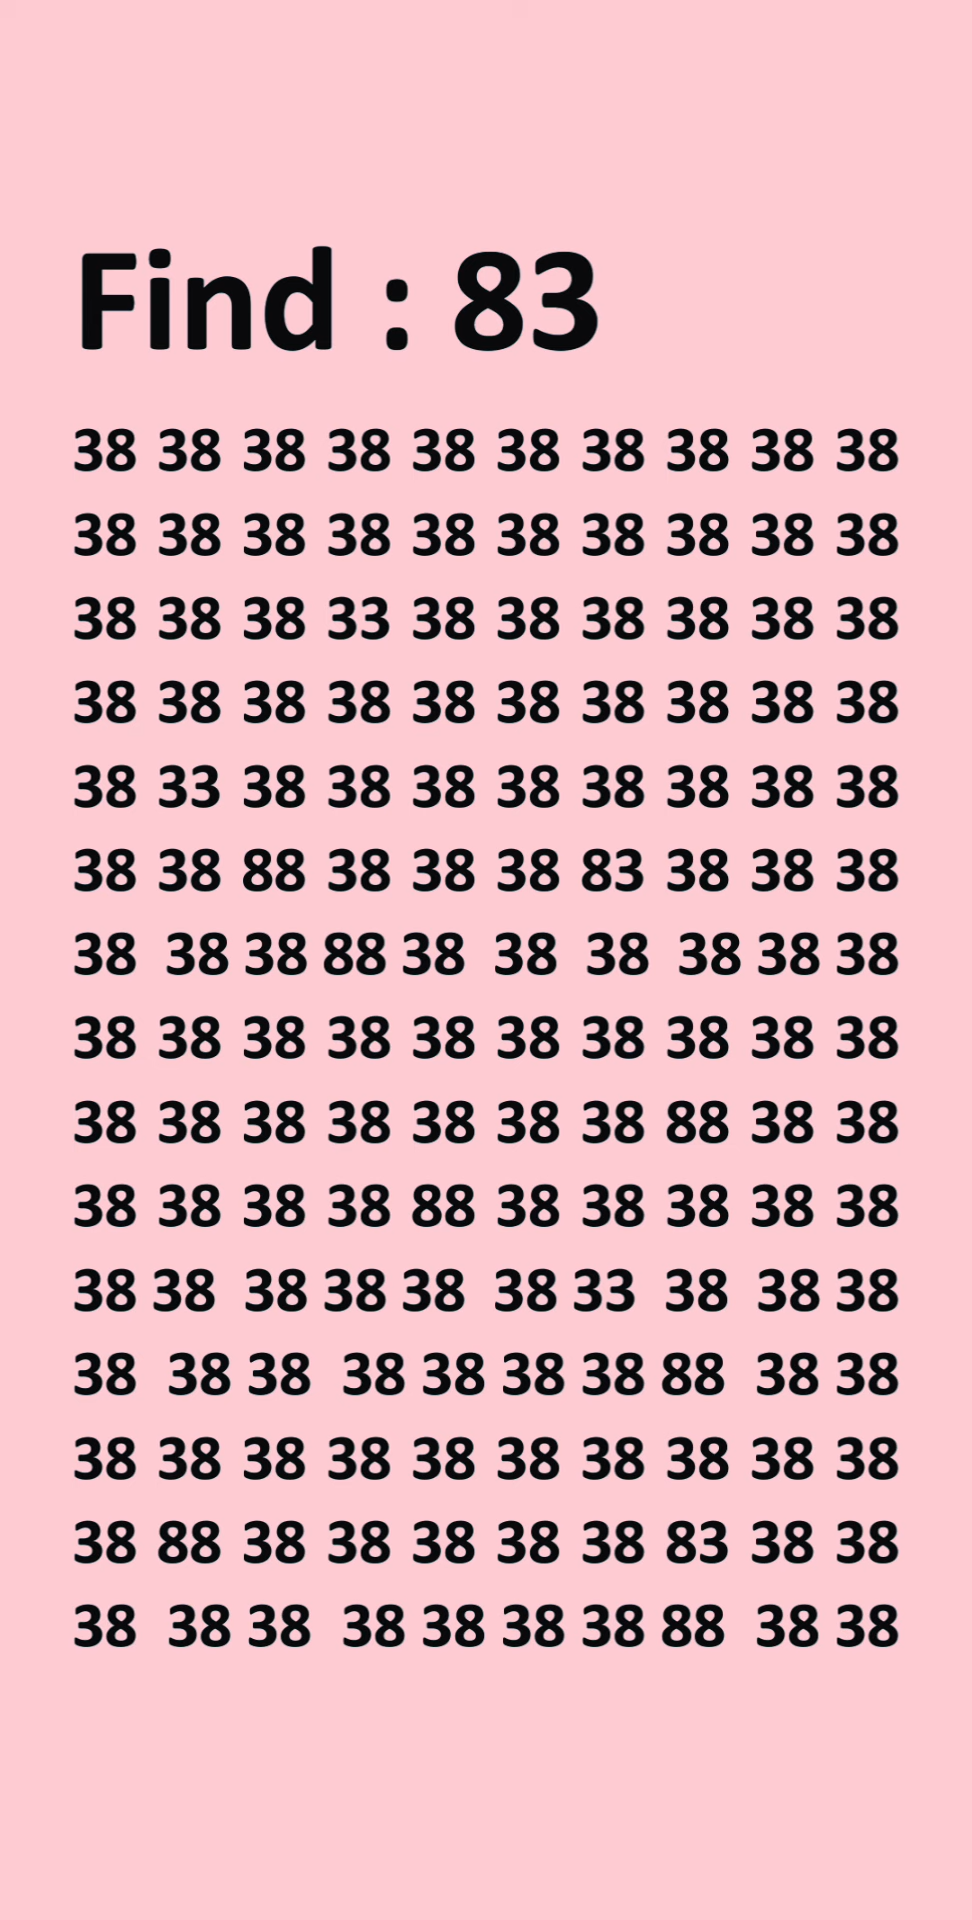 Find : 83
38 38 38 38 38 38 38 38 38 38
38 38 38 38 38 38 38 38 38 38
38 38 38 33 38 38 38 38 38 38
38 38 38 38 38 38 38 38 38 38
38 33 38 38 38 38 38 38 38 38
38 38 88 38 38 38 83 38 38 38
38 38 38 88 38 38 38 38 38 38
38 38 38 38 38 38 38 38 38 38
38 38 38 38 38 38 38 88 38 38
38 38 38 38 88 38 38 38 38 38
38 38 38 38 38 38 33 38 38 38
38 38 38 38 38 38 38 88 38 38
38 38 38 38 38 38 38 38 38 38
38 88 38 38 38 38 38 83 38 38
38 38 38 38 38 38 38 88 38 38